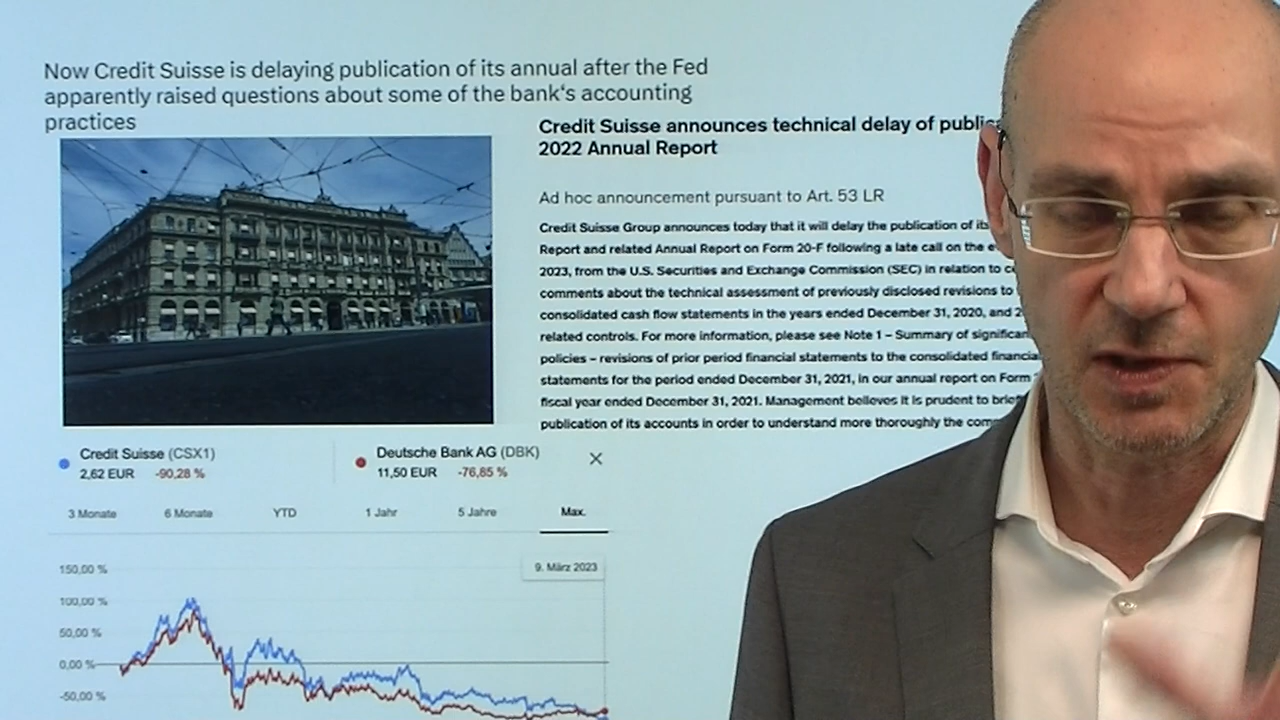 Now Credit Suisse is delaying publication of its annual after the Fed
apparently raised questions about some of the bank‘s accounting
practices
Credit Suisse announces technical delay of
2022 Annual Report
Ad hoc announcement pursuant to Art. 53 LR
Credit Suisse Group announces today that it will delay the publication of its
Report and related Annual Report on Form 20-F following a late call on the
2023, from the U.S. Securities and Exchange Commission (SEC) in relation to
comments about the technical assessment of previously disclosed revisions to
consolidated cash flow statements in the years ended December 31, 2020, and
related controls. For more information, please see Note 1 – Summary of
policies – revisions of prior period financial statements to the consolidated
statements for the period ended December 31, 2021, in our annual report on Form
fiscal year ended December 31, 2021. Management believes it is prudent to
publication of its accounts in order to understand more thoroughly the
Credit Suisse (CSX1)
2,62 EUR -90,28 %
Deutsche Bank AG (DBK)
11,50 EUR -76,85 %
3 Monate 6 Monate YTD 1 Jahr 5 Jahre Max.
9. März 2023
150,00 %
100,00 %
50,00 %
0,00 %
-50,00 %